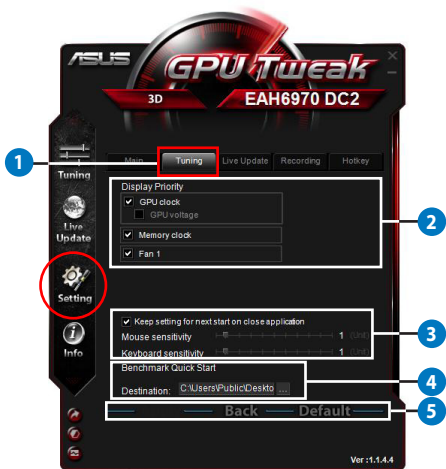 ASUS
GPU Tweak
3D EAH6970 DC2
1
Main Tuning Live Update Recording Hotkey
Tuning
Display Priority
GPU clock
GPU voltage
2
Live
Update
Memory clock
Fan 1
Setting
Keep setting for next start on close application
3
Mouse sensitivity 1 (Unit)
Info
Keyboard sensitivity 1 (Unit)
Benchmark Quick Start
4
Destination: C:\Users\Public\Deskto ...
Back Default
5
Ver :1.1.4.4